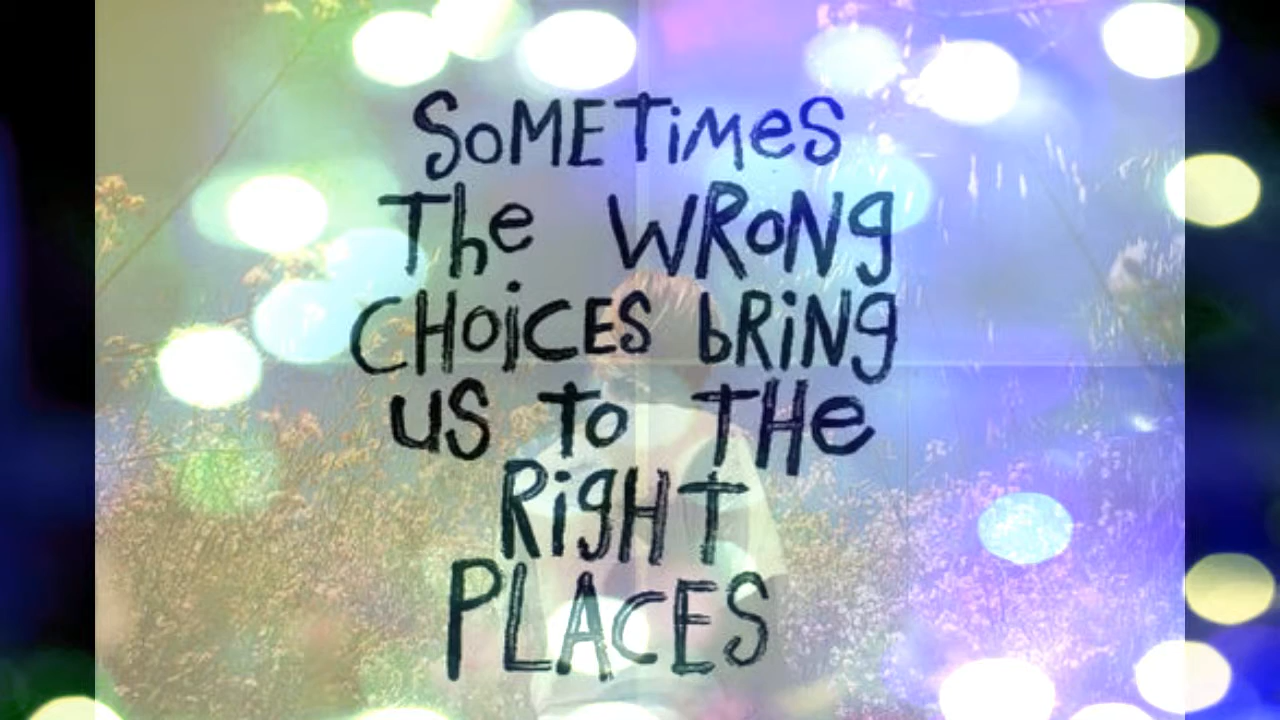 SOMETiMeS
The WRONg
CHOiCES bRiNg
uS To THe
RigHT
PLACES